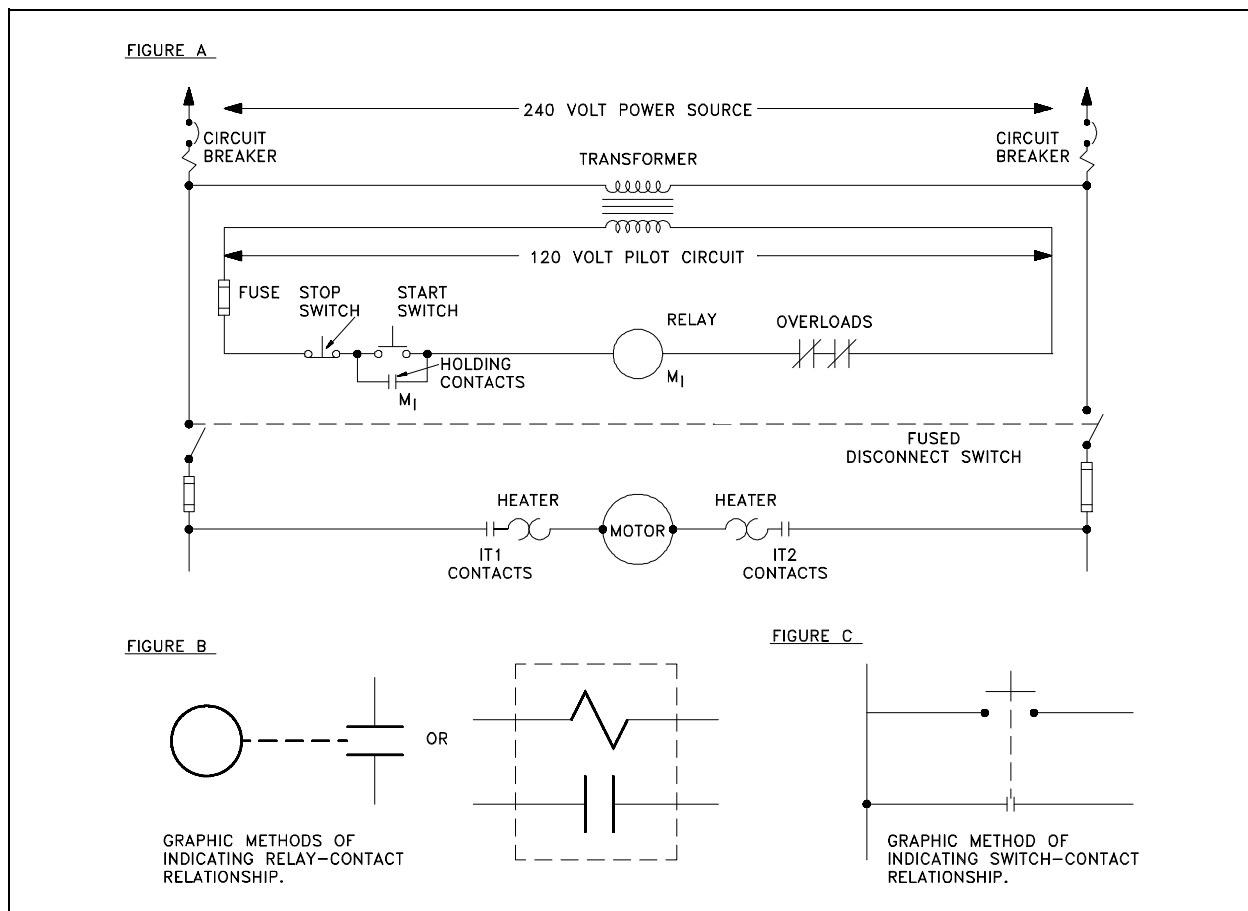 FIGURE A
240 VOLT POWER SOURCE
CIRCUIT
BREAKER
CIRCUIT
BREAKER
TRANSFORMER
120 VOLT PILOT CIRCUIT
FUSE
STOP
SWITCH
START
SWITCH
RELAY
OVERLOADS
HOLDING
CONTACTS
M1
M1
FUSED
DISCONNECT SWITCH
HEATER
HEATER
MOTOR
IT1
CONTACTS
IT2
CONTACTS
FIGURE B
OR
GRAPHIC METHODS OF
INDICATING RELAY-CONTACT
RELATIONSHIP.
FIGURE C
GRAPHIC METHOD OF
INDICATING SWITCH-CONTACT
RELATIONSHIP.